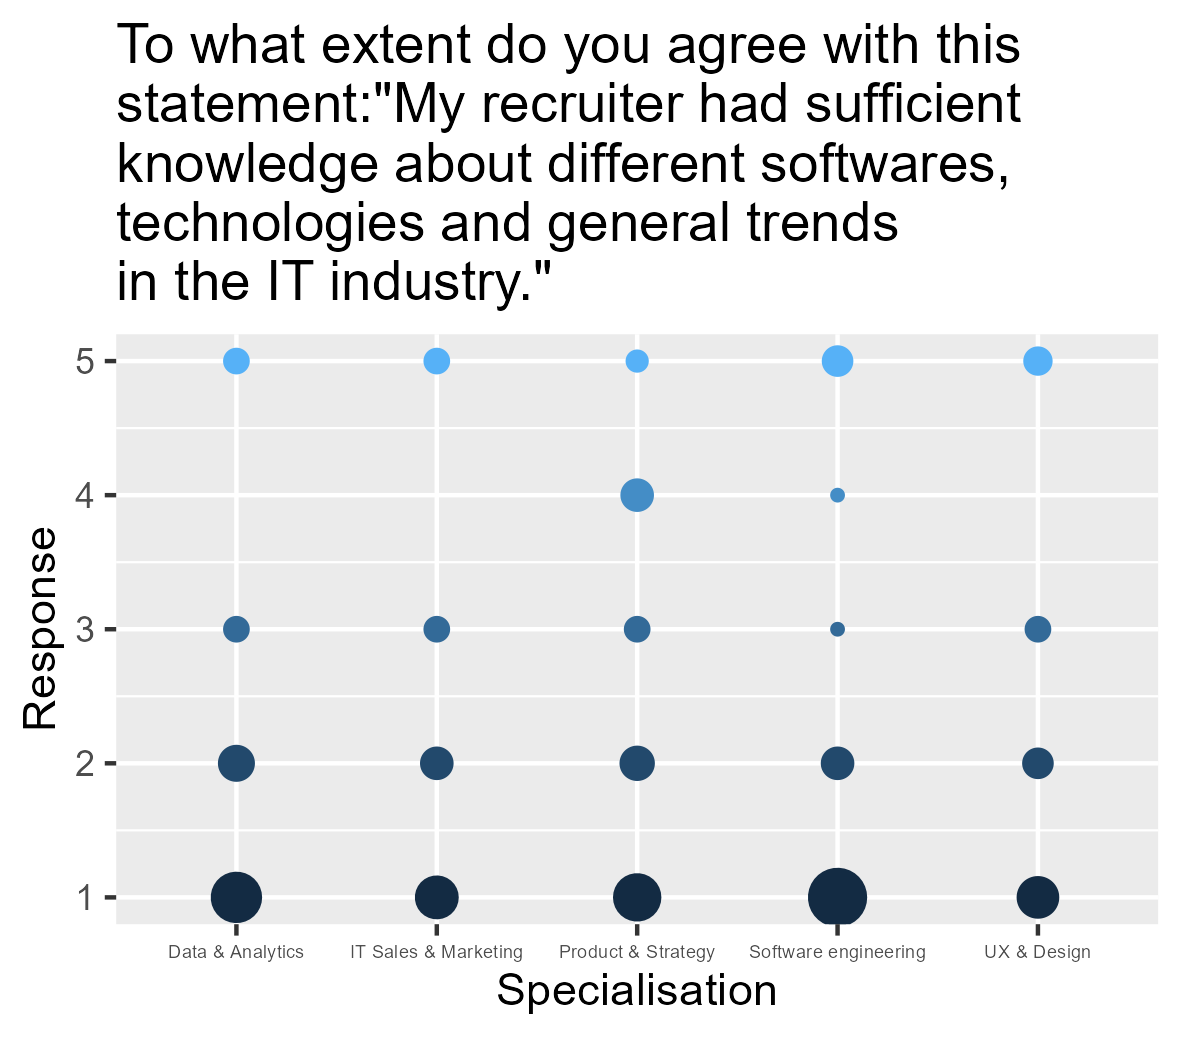 To what extent do you agree with this
statement:"My recruiter had sufficient
knowledge about different softwares,
technologies and general trends
in the IT industry."
5
4
3
2
1
Response
Data & Analytics
IT Sales & Marketing
Product & Strategy
Software engineering
UX & Design
Specialisation